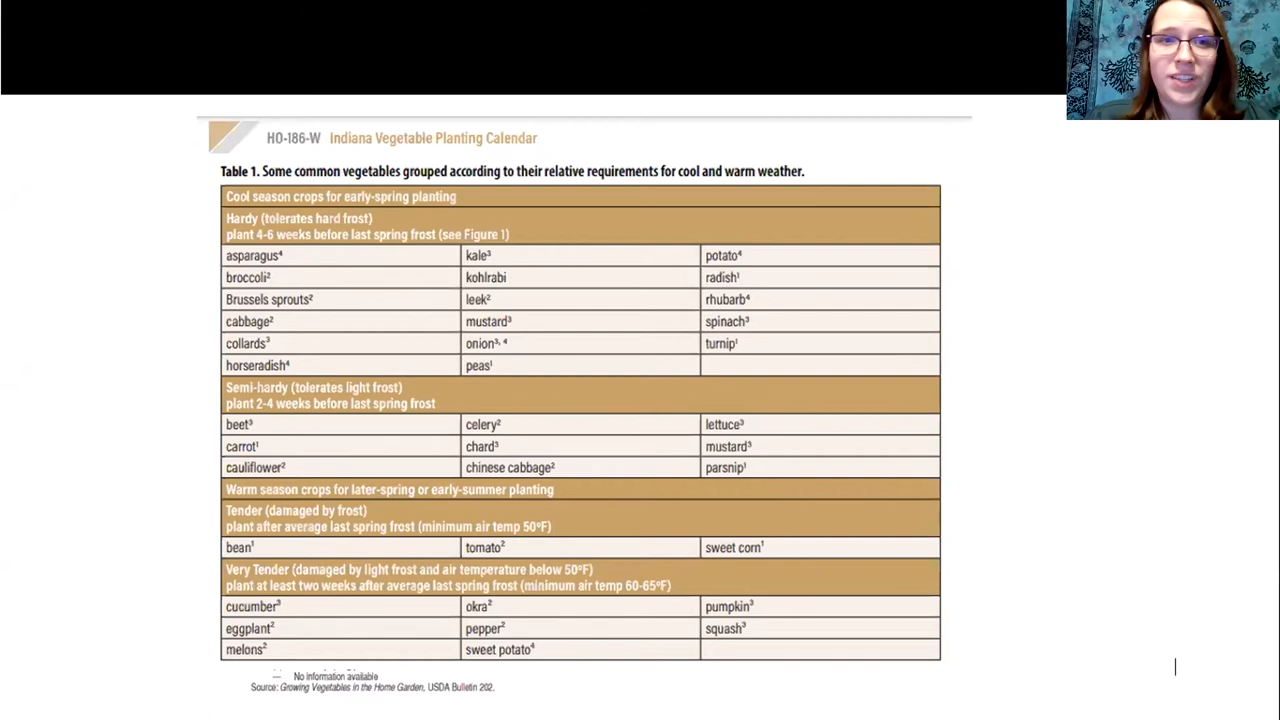 HO-186-W Indiana Vegetable Planting Calendar
Table 1. Some common vegetables grouped according to their relative requirements for cool and warm weather.
Cool season crops for early-spring planting
Hardy (tolerates hard frost)
plant 4-6 weeks before last spring frost (see Figure 1)
asparagus⁴ kale³ potato⁴
broccoli² kohlrabi radish¹
Brussels sprouts² leek² rhubarb⁴
cabbage² mustard³ spinach³
collards³ onion³, ⁴ turnip¹
horseradish⁴ peas¹
Semi-hardy (tolerates light frost)
plant 2-4 weeks before last spring frost
beet³ celery² lettuce³
carrot¹ chard³ mustard³
cauliflower² chinese cabbage² parsnip¹
Warm season crops for later-spring or early-summer planting
Tender (damaged by frost)
plant after average last spring frost (minimum air temp 50ºF)
bean¹ tomato² sweet corn¹
Very Tender (damaged by light frost and air temperature below 50ºF)
plant at least two weeks after average last spring frost (minimum air temp 60-65ºF)
cucumber³ okra² pumpkin³
eggplant² pepper² squash³
melons² sweet potato⁴
— No information available
Source: Growing Vegetables in the Home Garden, USDA Bulletin 202.